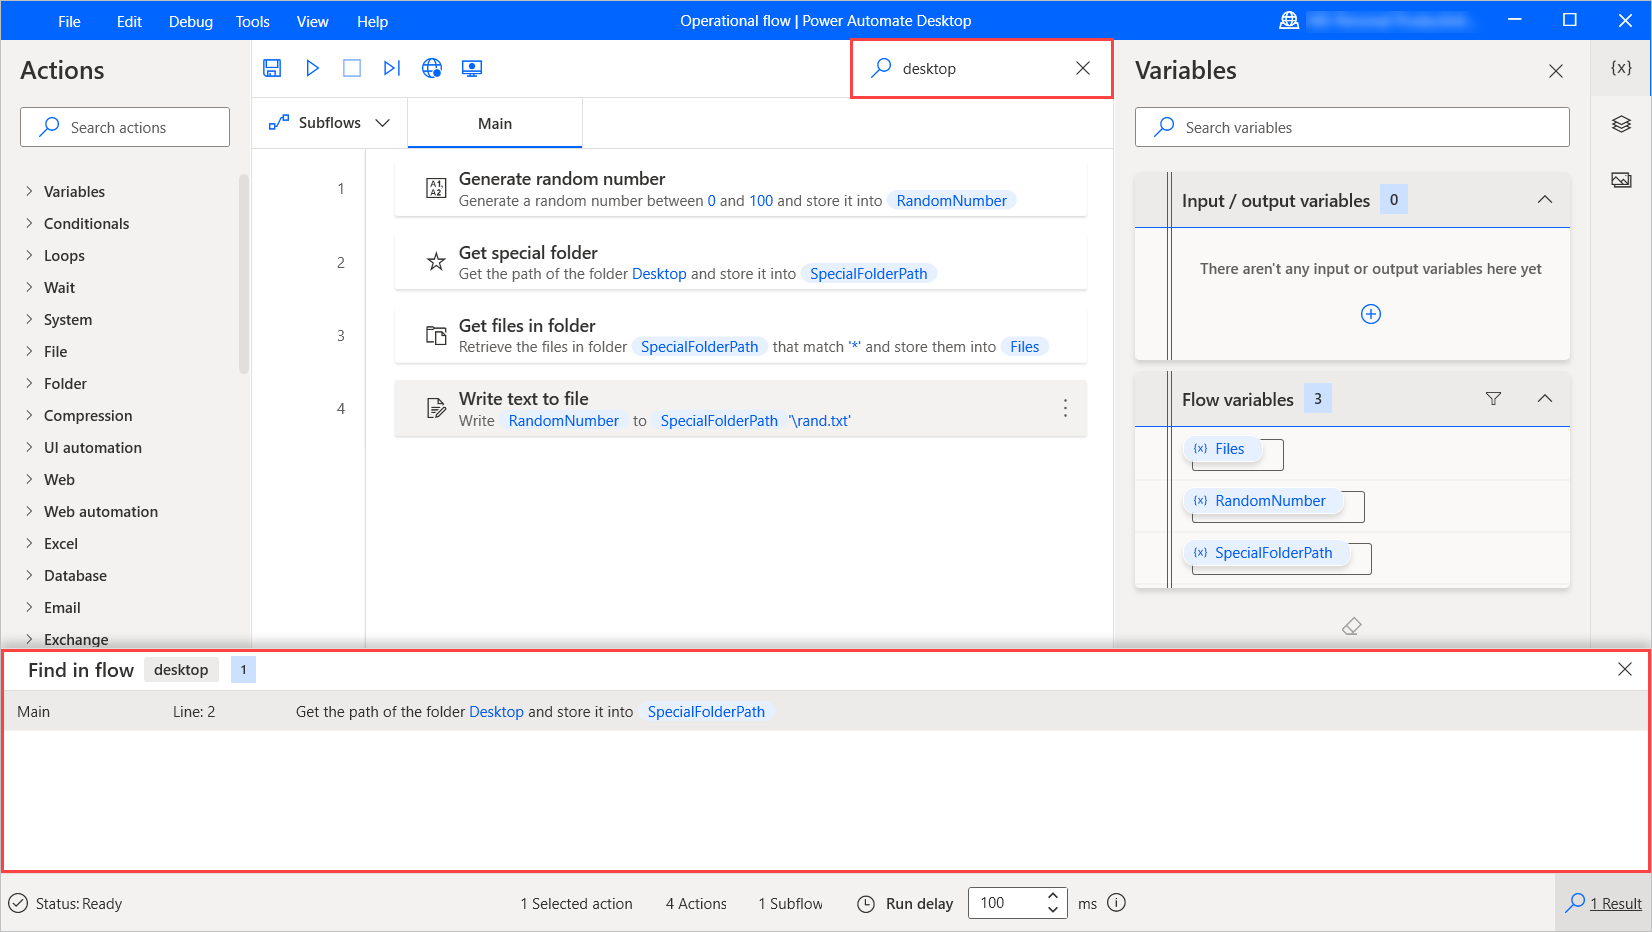 File Edit Debug Tools View Help
Operational flow | Power Automate Desktop
Actions
Search actions
Variables
Conditionals
Loops
Wait
System
File
Folder
Compression
UI automation
Web
Web automation
Excel
Database
Email
Exchange
desktop
Subflows
Main
1
Generate random number
Generate a random number between 0 and 100 and store it into RandomNumber
2
Get special folder
Get the path of the folder Desktop and store it into SpecialFolderPath
3
Get files in folder
Retrieve the files in folder SpecialFolderPath that match '*' and store them into Files
4
Write text to file
Write RandomNumber to SpecialFolderPath '\rand.txt'
Variables
{x}
Search variables
Input / output variables 0
There aren't any input or output variables here yet
Flow variables 3
{x} Files
{x} RandomNumber
{x} SpecialFolderPath
Find in flow desktop 1
Main Line: 2 Get the path of the folder Desktop and store it into SpecialFolderPath
Status: Ready 1 Selected action 4 Actions 1 Subflow Run delay 100 ms 1 Result